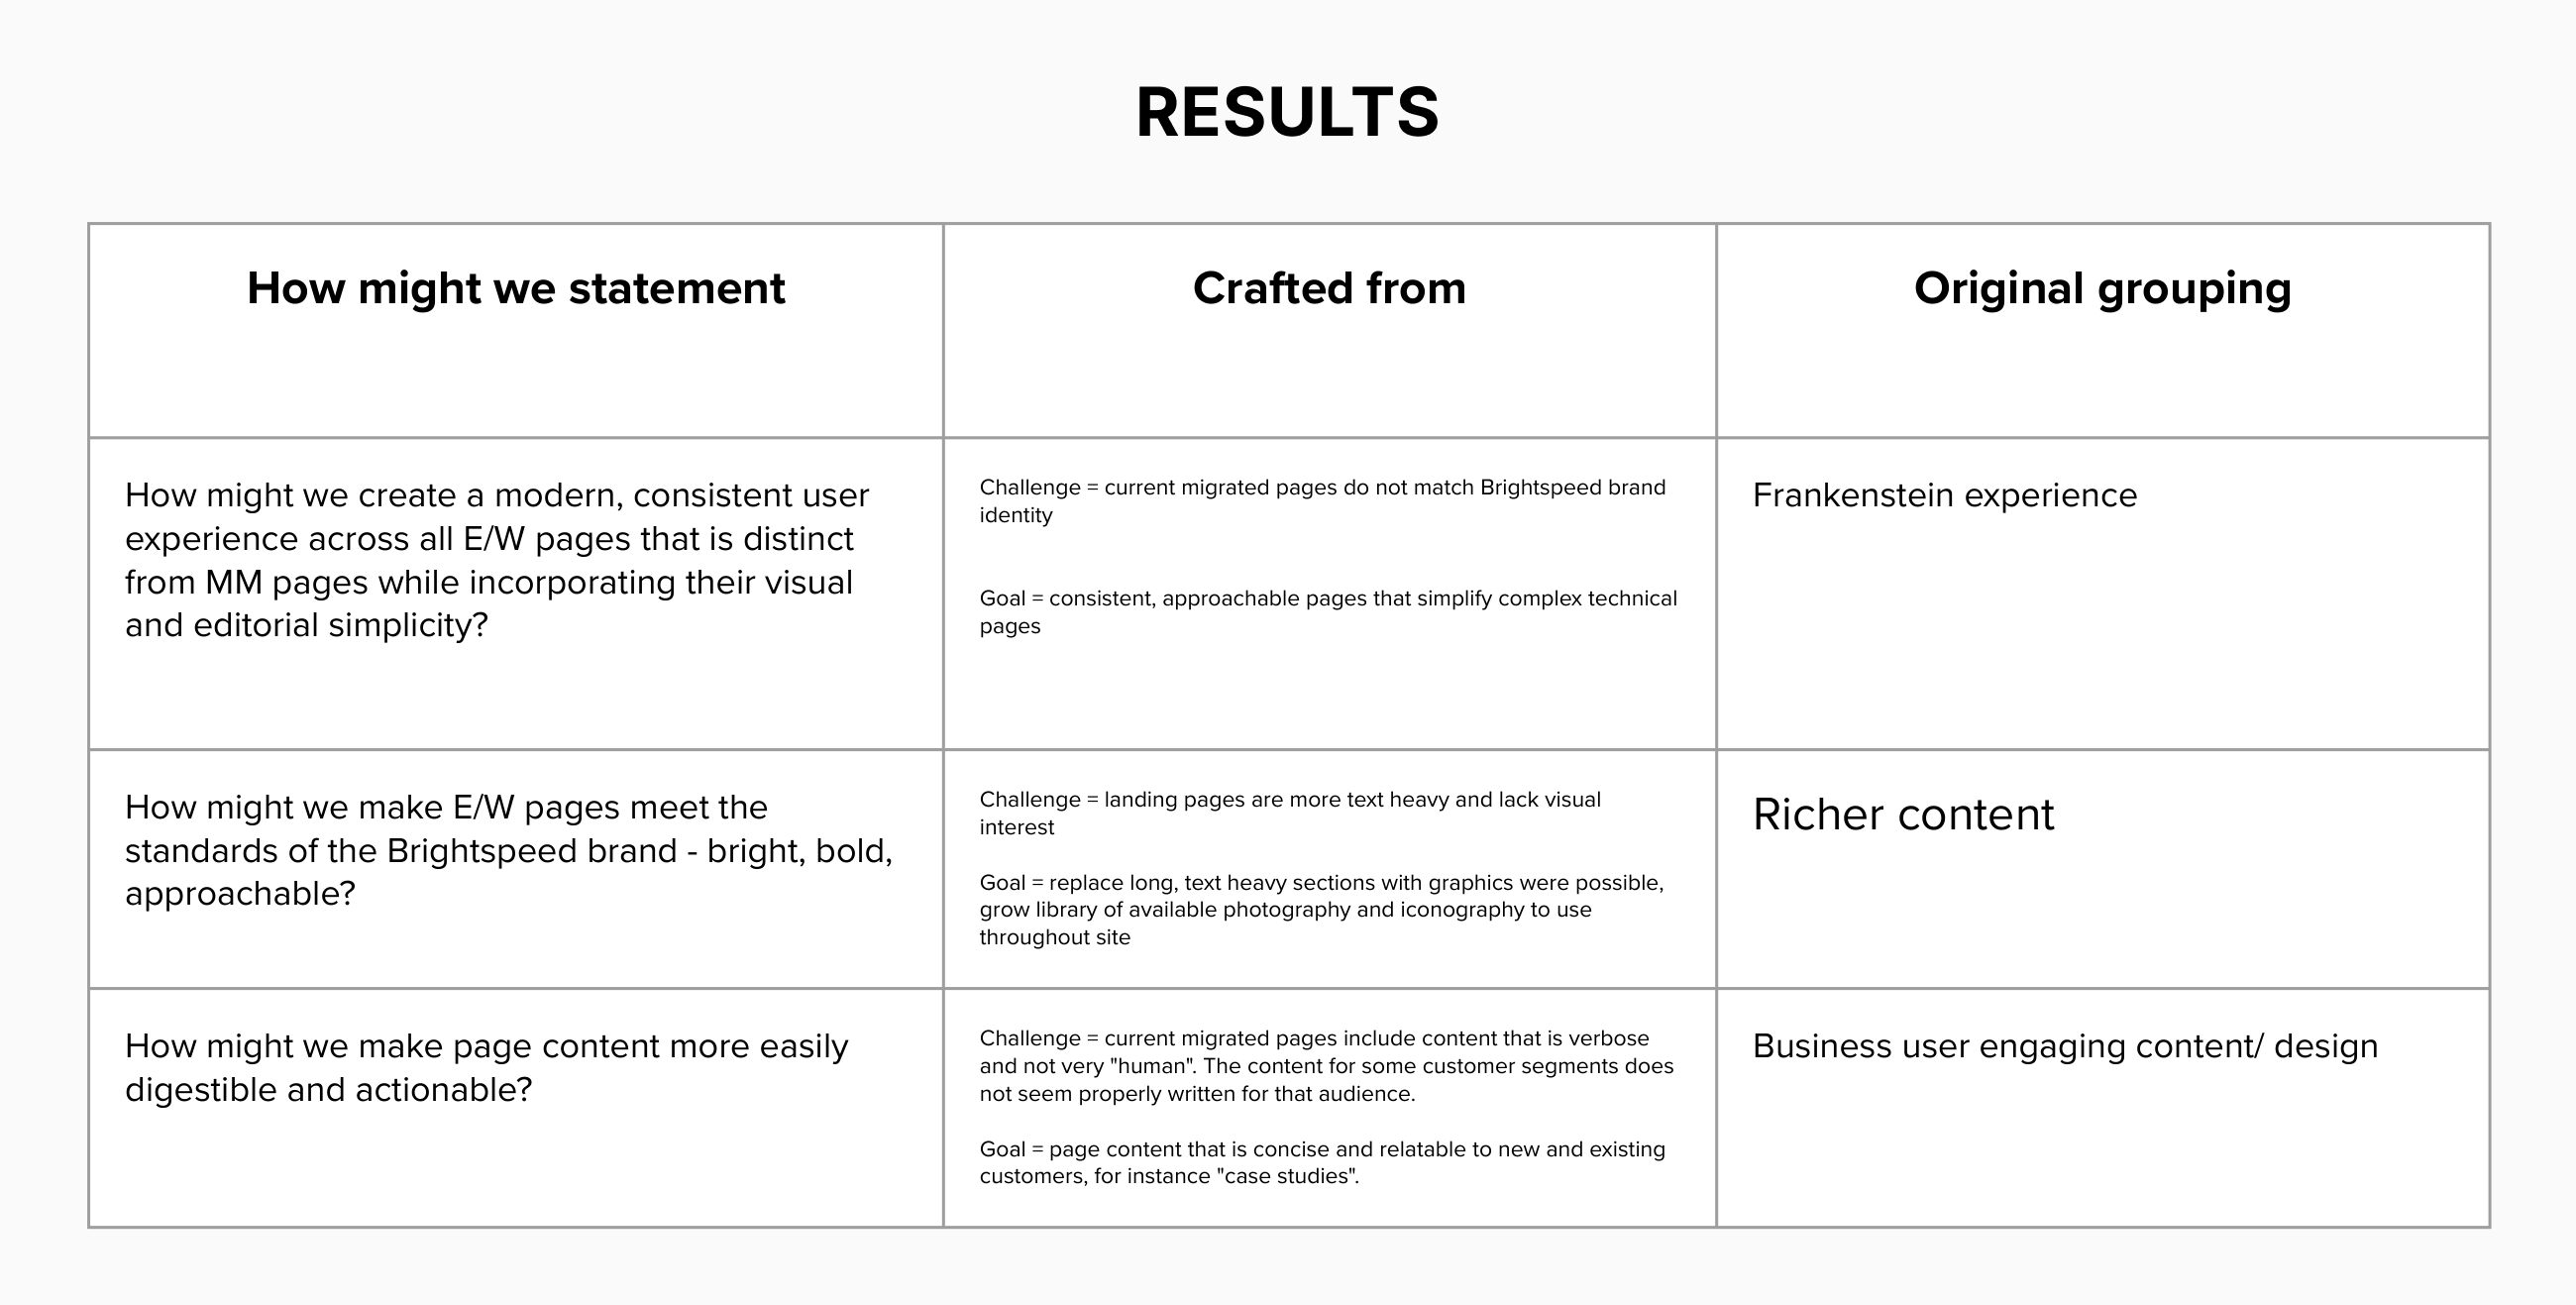 RESULTS
How might we statement
Crafted from
Original grouping
How might we create a modern, consistent user
experience across all E/W pages that is distinct
from MM pages while incorporating their visual
and editorial simplicity?
Challenge = current migrated pages do not match Brightspeed brand
identity
Goal = consistent, approachable pages that simplify complex technical
pages
Frankenstein experience
How might we make E/W pages meet the
standards of the Brightspeed brand - bright, bold,
approachable?
Challenge = landing pages are more text heavy and lack visual
interest
Goal = replace long, text heavy sections with graphics were possible,
grow library of available photography and iconography to use
throughout site
Richer content
How might we make page content more easily
digestible and actionable?
Challenge = current migrated pages include content that is verbose
and not very "human". The content for some customer segments does
not seem properly written for that audience.
Goal = page content that is concise and relatable to new and existing
customers, for instance "case studies".
Business user engaging content/ design